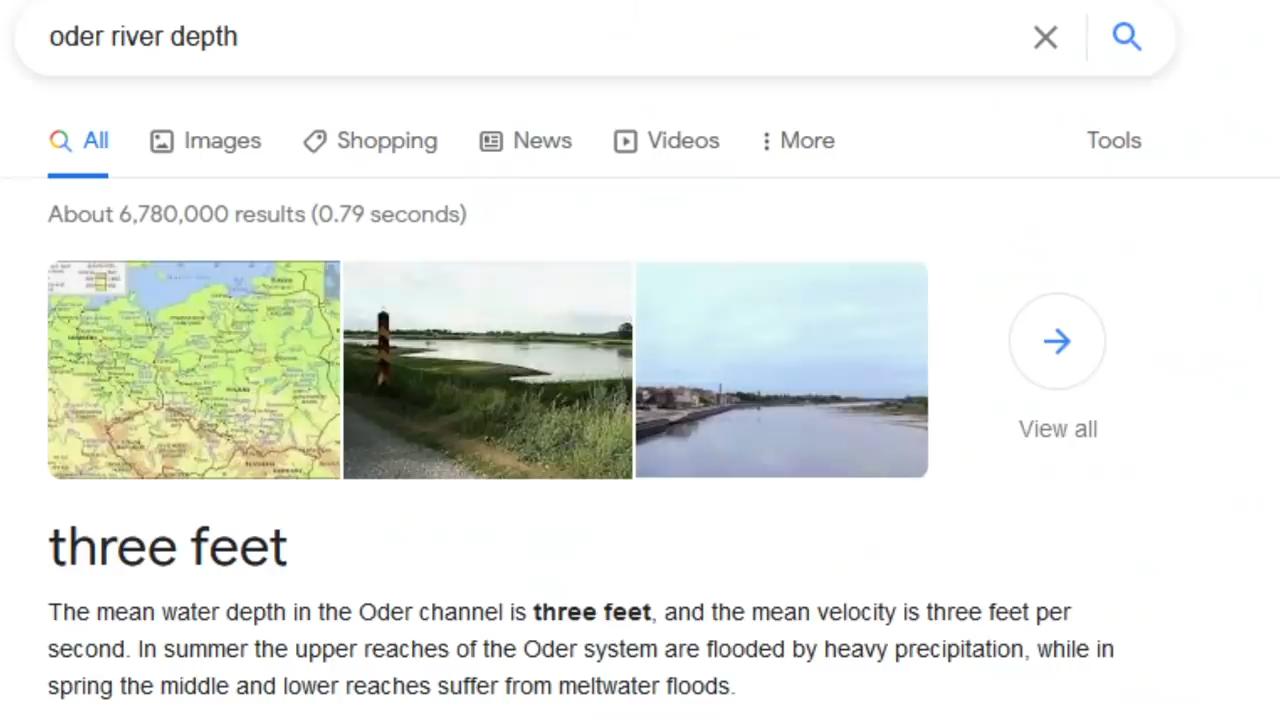 oder river depth
All Images Shopping News Videos More Tools
About 6,780,000 results (0.79 seconds)
View all
three feet
The mean water depth in the Oder channel is three feet, and the mean velocity is three feet per
second. In summer the upper reaches of the Oder system are flooded by heavy precipitation, while in
spring the middle and lower reaches suffer from meltwater floods.